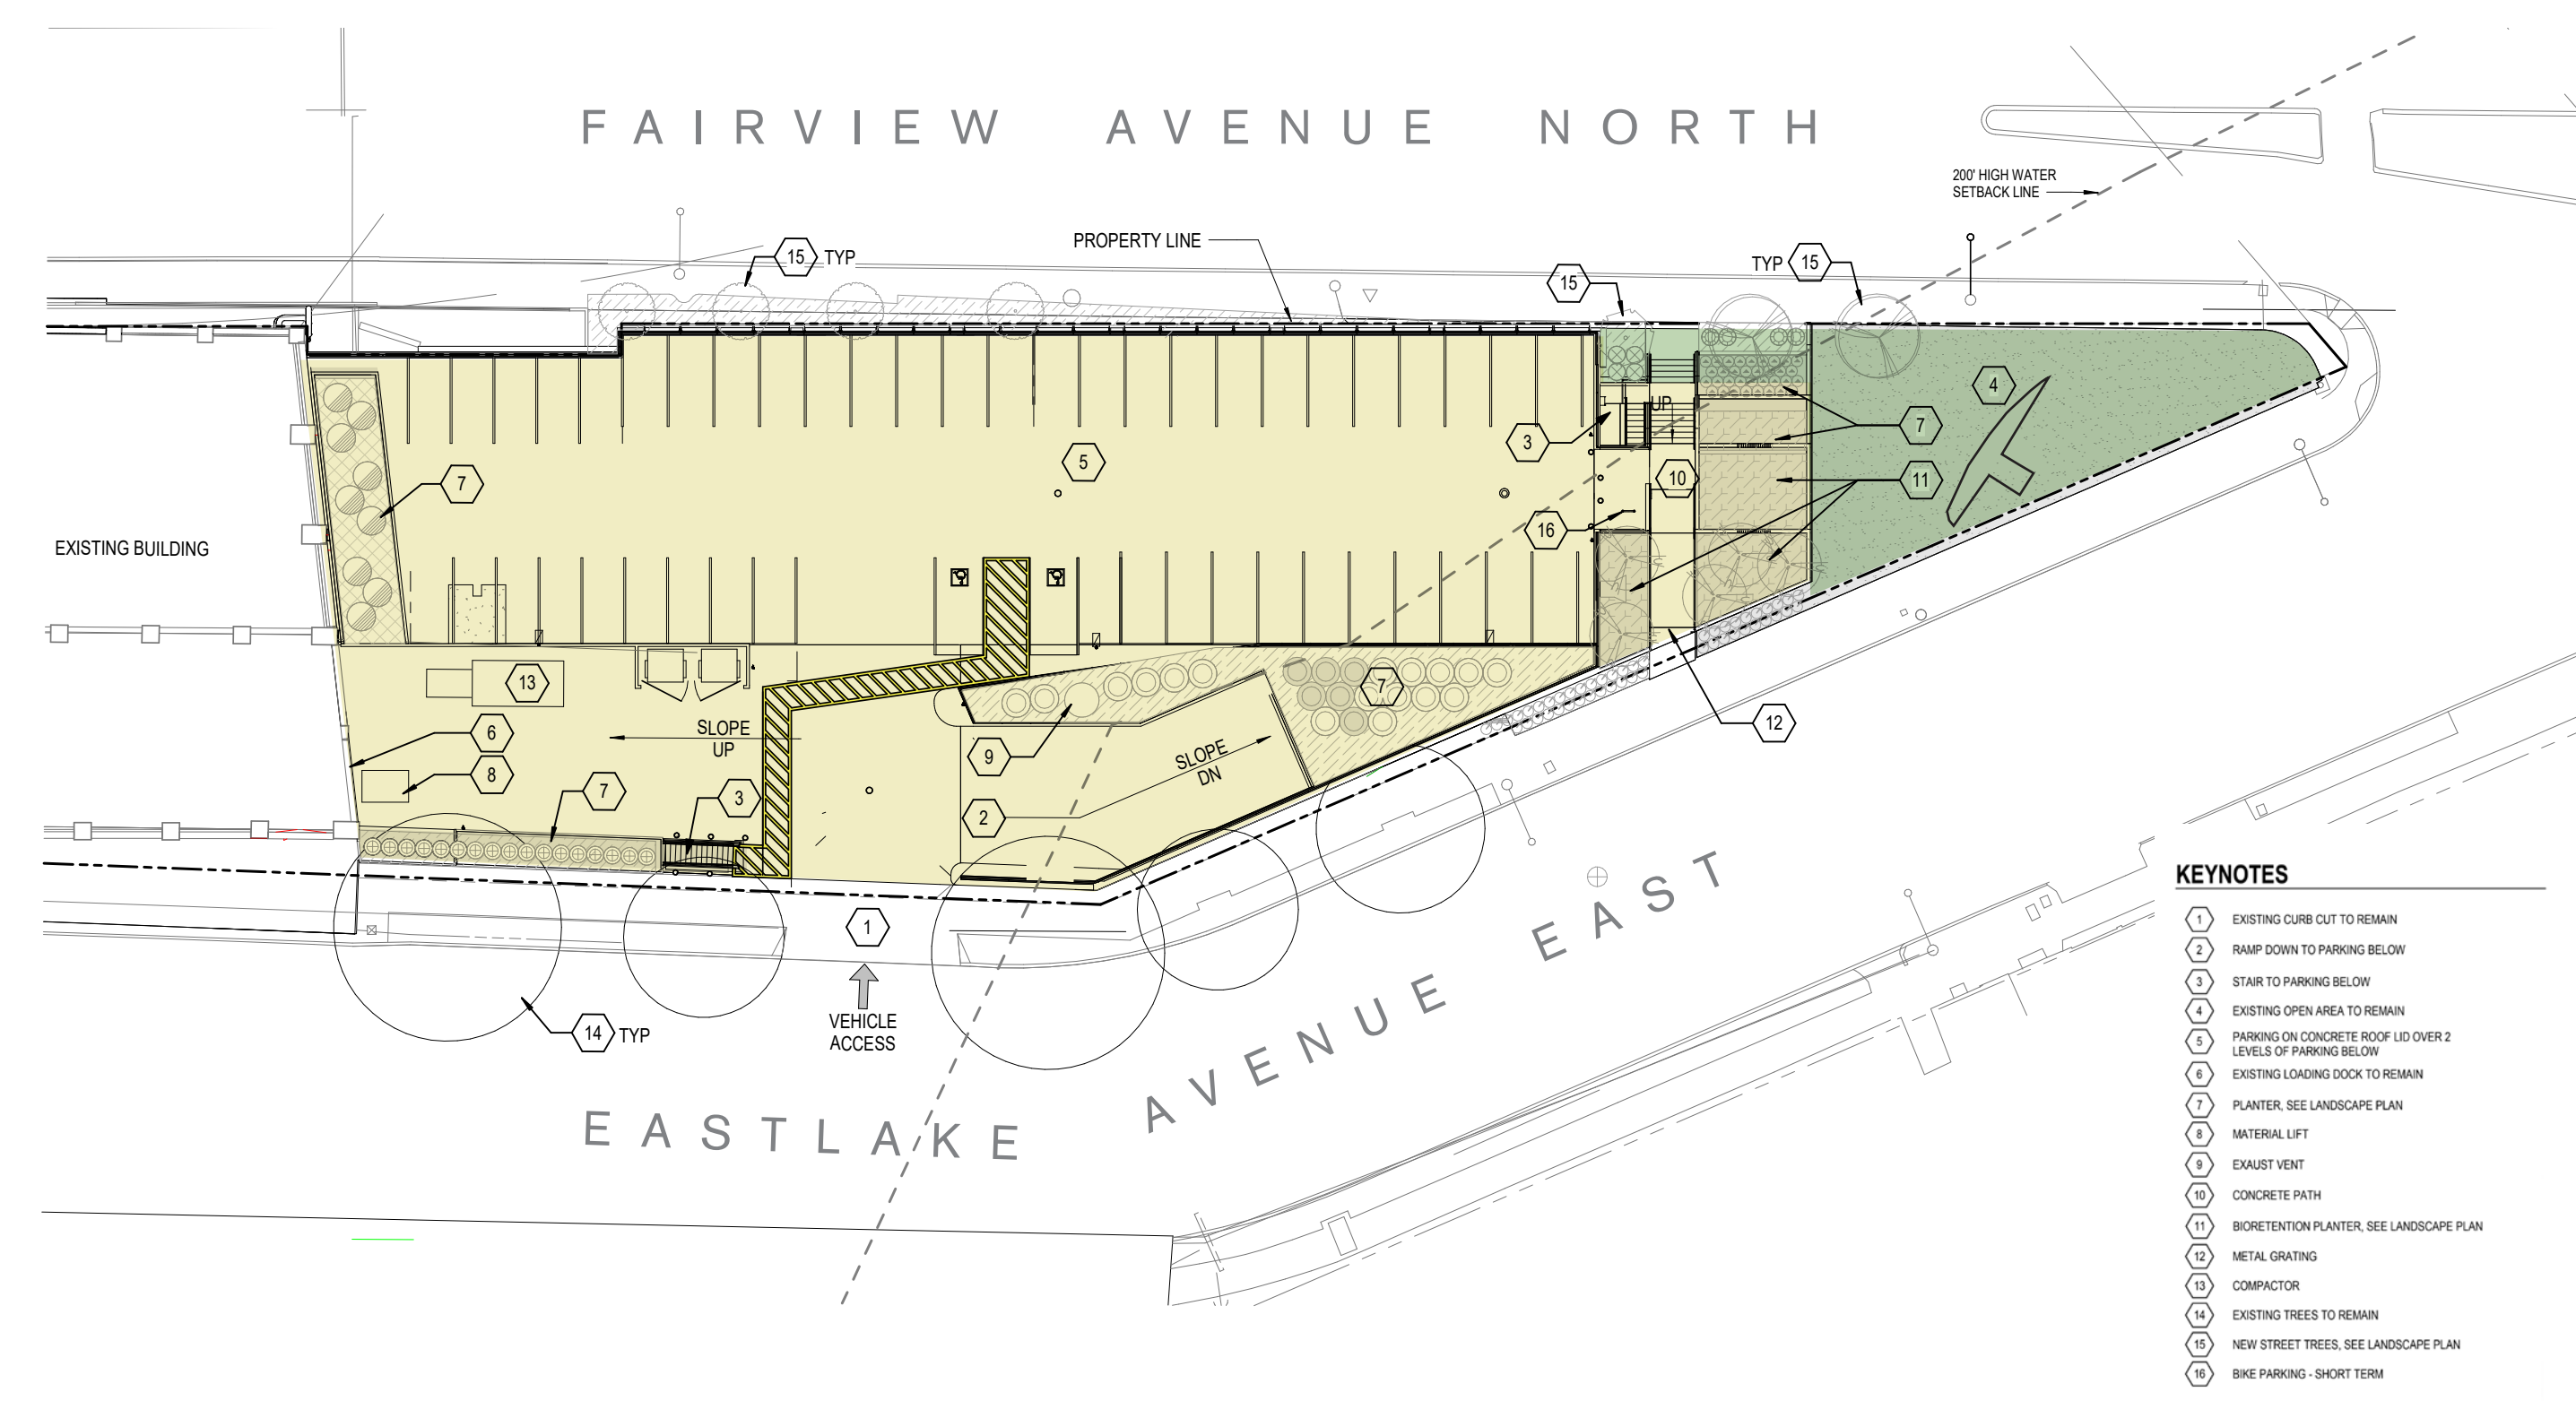 FAIRVIEW AVENUE NORTH
200' HIGH WATER
SETBACK LINE
PROPERTY LINE
15 TYP
15
TYP 15
4
7
5
3
UP
7
10
11
16
EXISTING BUILDING
13
7
6
SLOPE
UP
12
9
SLOPE
DN
8
7
3
2
1
14 TYP
VEHICLE
ACCESS
EASTLAKE AVENUE EAST
KEYNOTES
1 EXISTING CURB CUT TO REMAIN
2 RAMP DOWN TO PARKING BELOW
3 STAIR TO PARKING BELOW
4 EXISTING OPEN AREA TO REMAIN
5 PARKING ON CONCRETE ROOF LID OVER 2
LEVELS OF PARKING BELOW
6 EXISTING LOADING DOCK TO REMAIN
7 PLANTER, SEE LANDSCAPE PLAN
8 MATERIAL LIFT
9 EXAUST VENT
10 CONCRETE PATH
11 BIORETENTION PLANTER, SEE LANDSCAPE PLAN
12 METAL GRATING
13 COMPACTOR
14 EXISTING TREES TO REMAIN
15 NEW STREET TREES, SEE LANDSCAPE PLAN
16 BIKE PARKING - SHORT TERM